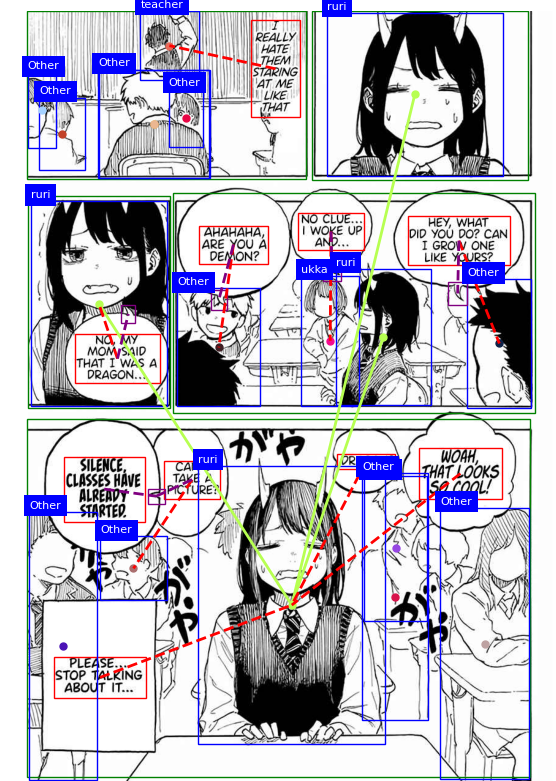 teacher
ruri
Other
Other
Other
Other
I
REALLY
HATE
THEM
STARING
AT ME
LIKE
THAT
ruri
NO, MY
MOM SAID
THAT I WAS A
DRAGON...
AHAHAHA,
ARE YOU A
DEMON?
NO CLUE...
I WOKE UP
AND...
HEY, WHAT
DID YOU DO? CAN
I GROW ONE
LIKE YOURS?
Other
ukka
ruri
Other
SILENCE,
CLASSES HAVE
ALREADY
STARTED.
TAKE A
PICTURE?
ruri
がや
Other
WOAH,
THAT LOOKS
SO COOL!
Other
Other
Other
がや
がや
PLEASE...
STOP TALKING
ABOUT IT...